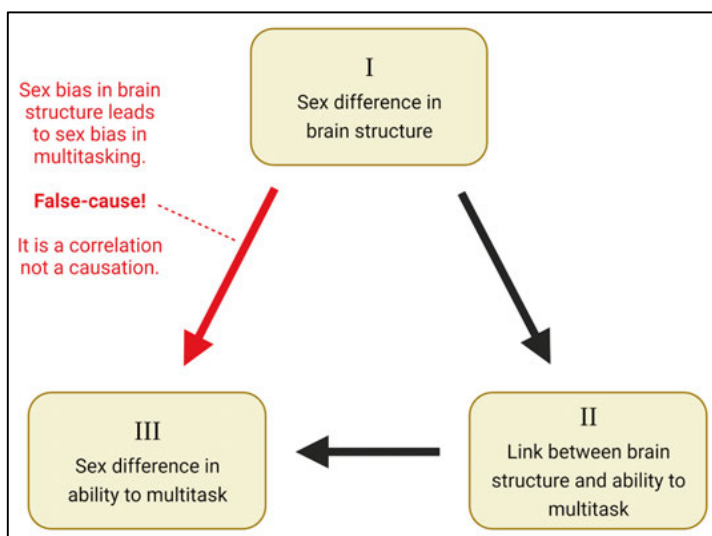 I
Sex difference in
brain structure
Sex bias in brain
structure leads
to sex bias in
multitasking.
False-cause!
It is a correlation
not a causation.
III
Sex difference in
ability to multitask
II
Link between brain
structure and ability to
multitask